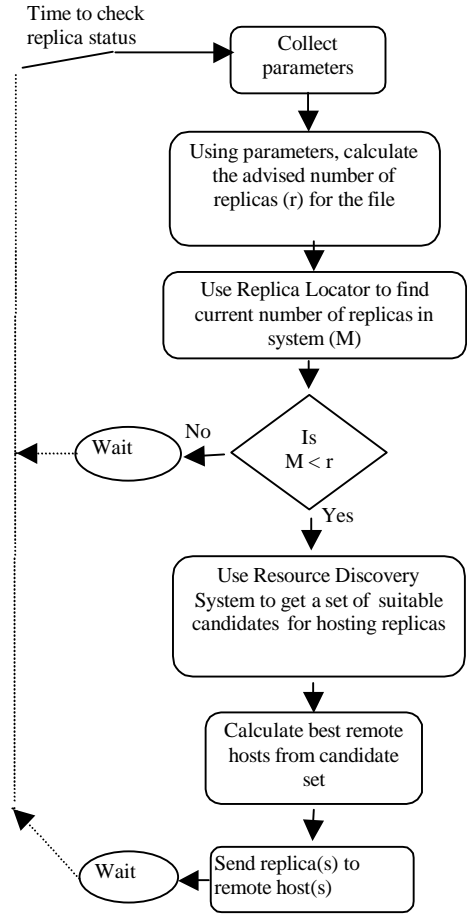 Time to check
replica status
Collect
parameters
Using parameters, calculate
the advised number of
replicas (r) for the file
Use Replica Locator to find
current number of replicas in
system (M)
Is
M < r
No
Wait
Yes
Use Resource Discovery
System to get a set of suitable
candidates for hosting replicas
Calculate best remote
hosts from candidate
set
Send replica(s) to
remote host(s)
Wait